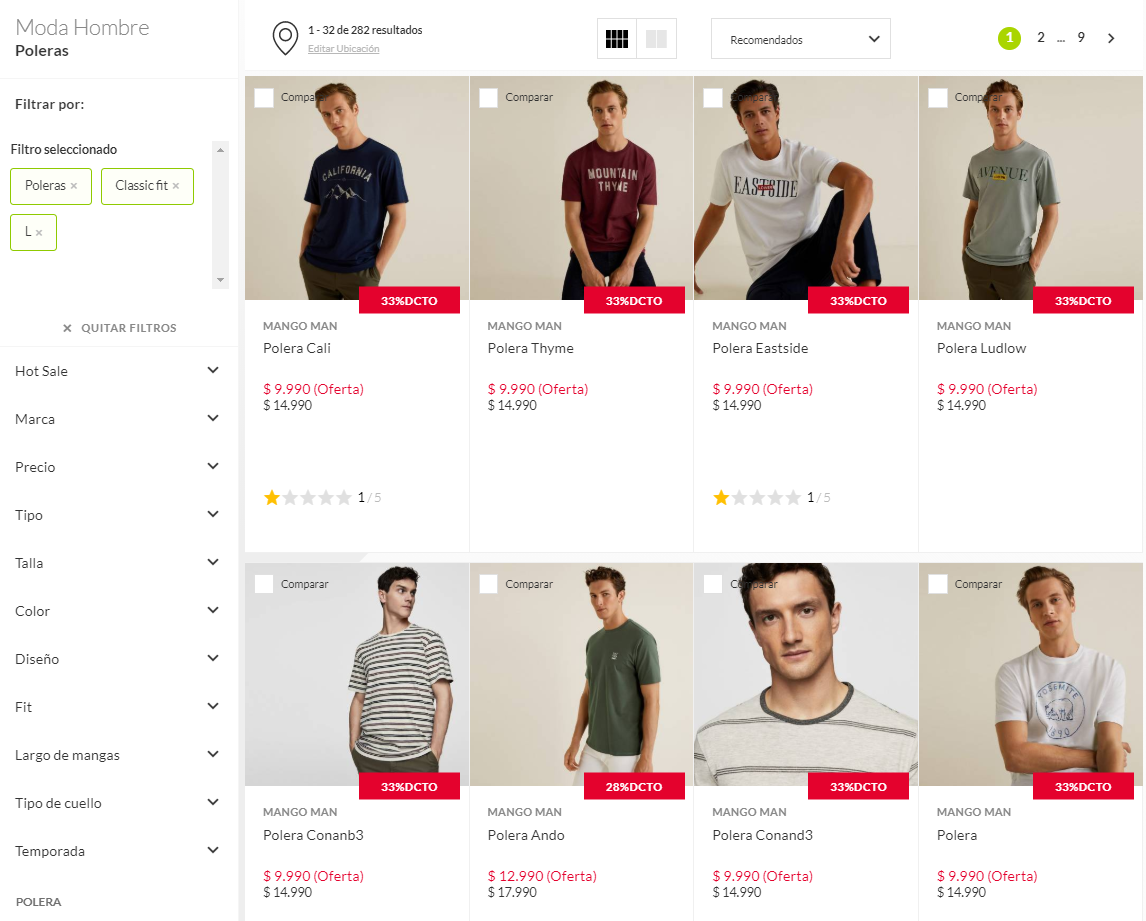 Moda Hombre
Poleras
Filtrar por:
Filtro seleccionado
Poleras ×
Classic fit ×
L ×
× QUITAR FILTROS
Hot Sale
Marca
Precio
Tipo
Talla
Color
Diseño
Fit
Largo de mangas
Tipo de cuello
Temporada
POLERA
1 - 32 de 282 resultados
Editar Ubicación
Recomendados
1 2 ... 9
Comparar
CALIFORNIA
33%DCTO
MANGO MAN
Polera Cali
$ 9.990 (Oferta)
$ 14.990
1 / 5
Comparar
MOUNTAIN
THYME
33%DCTO
MANGO MAN
Polera Thyme
$ 9.990 (Oferta)
$ 14.990
Comparar
EASTSIDE
33%DCTO
MANGO MAN
Polera Eastside
$ 9.990 (Oferta)
$ 14.990
1 / 5
Comparar
AVENUE
33%DCTO
MANGO MAN
Polera Ludlow
$ 9.990 (Oferta)
$ 14.990
Comparar
33%DCTO
MANGO MAN
Polera Conanb3
$ 9.990 (Oferta)
$ 14.990
Comparar
28%DCTO
MANGO MAN
Polera Ando
$ 12.990 (Oferta)
$ 17.990
Comparar
33%DCTO
MANGO MAN
Polera Conand3
$ 9.990 (Oferta)
$ 14.990
Comparar
YOSEMITE
1890
33%DCTO
MANGO MAN
Polera
$ 9.990 (Oferta)
$ 14.990